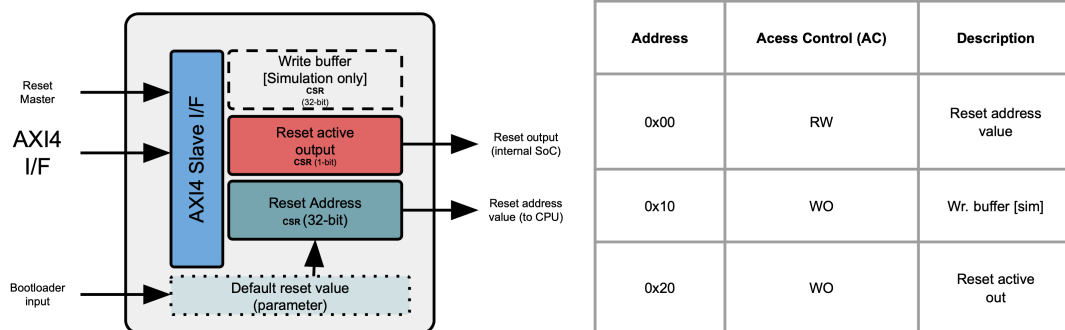 Reset
Master
AXI4
I/F
Bootloader
input
AXI4 Slave I/F
Write buffer
[Simulation only]
CSR
(32-bit)
Reset active
output
CSR (1-bit)
Reset Address
CSR (32-bit)
Default reset value
(parameter)
Reset output
(internal SoC)
Reset address
value (to CPU)
Address
Acess Control (AC)
Description
0x00
RW
Reset address
value
0x10
WO
Wr. buffer [sim]
0x20
WO
Reset active
out